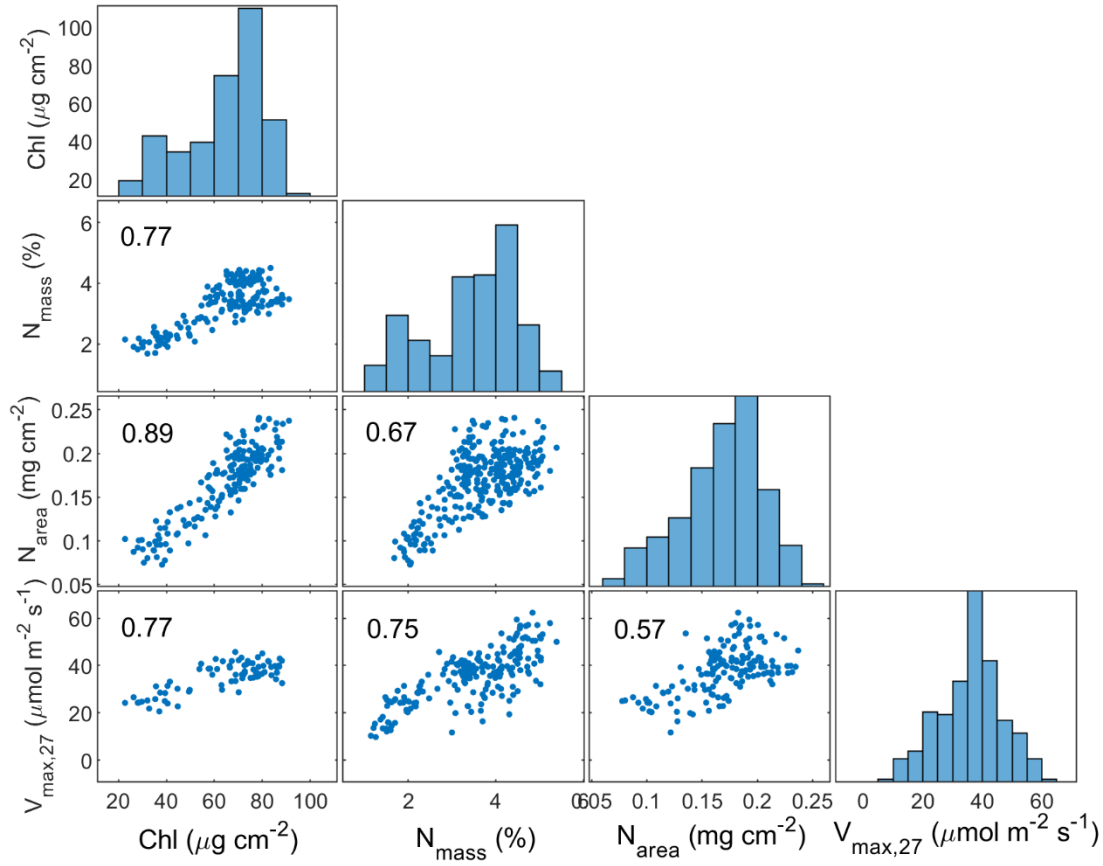 Chl (μg cm⁻²)
100
80
60
40
20
N_mass (%)
6
4
2
0.77
N_area (mg cm⁻²)
0.25
0.2
0.15
0.1
0.05
0.89
0.67
V_max,27 (μmol m⁻² s⁻¹)
60
40
20
0
0.77
0.75
0.57
20 40 60 80 100
2 4 6
0.05 0.1 0.15 0.2 0.25
0 20 40 60
Chl (μg cm⁻²)
N_mass (%)
N_area (mg cm⁻²)
V_max,27 (μmol m⁻² s⁻¹)